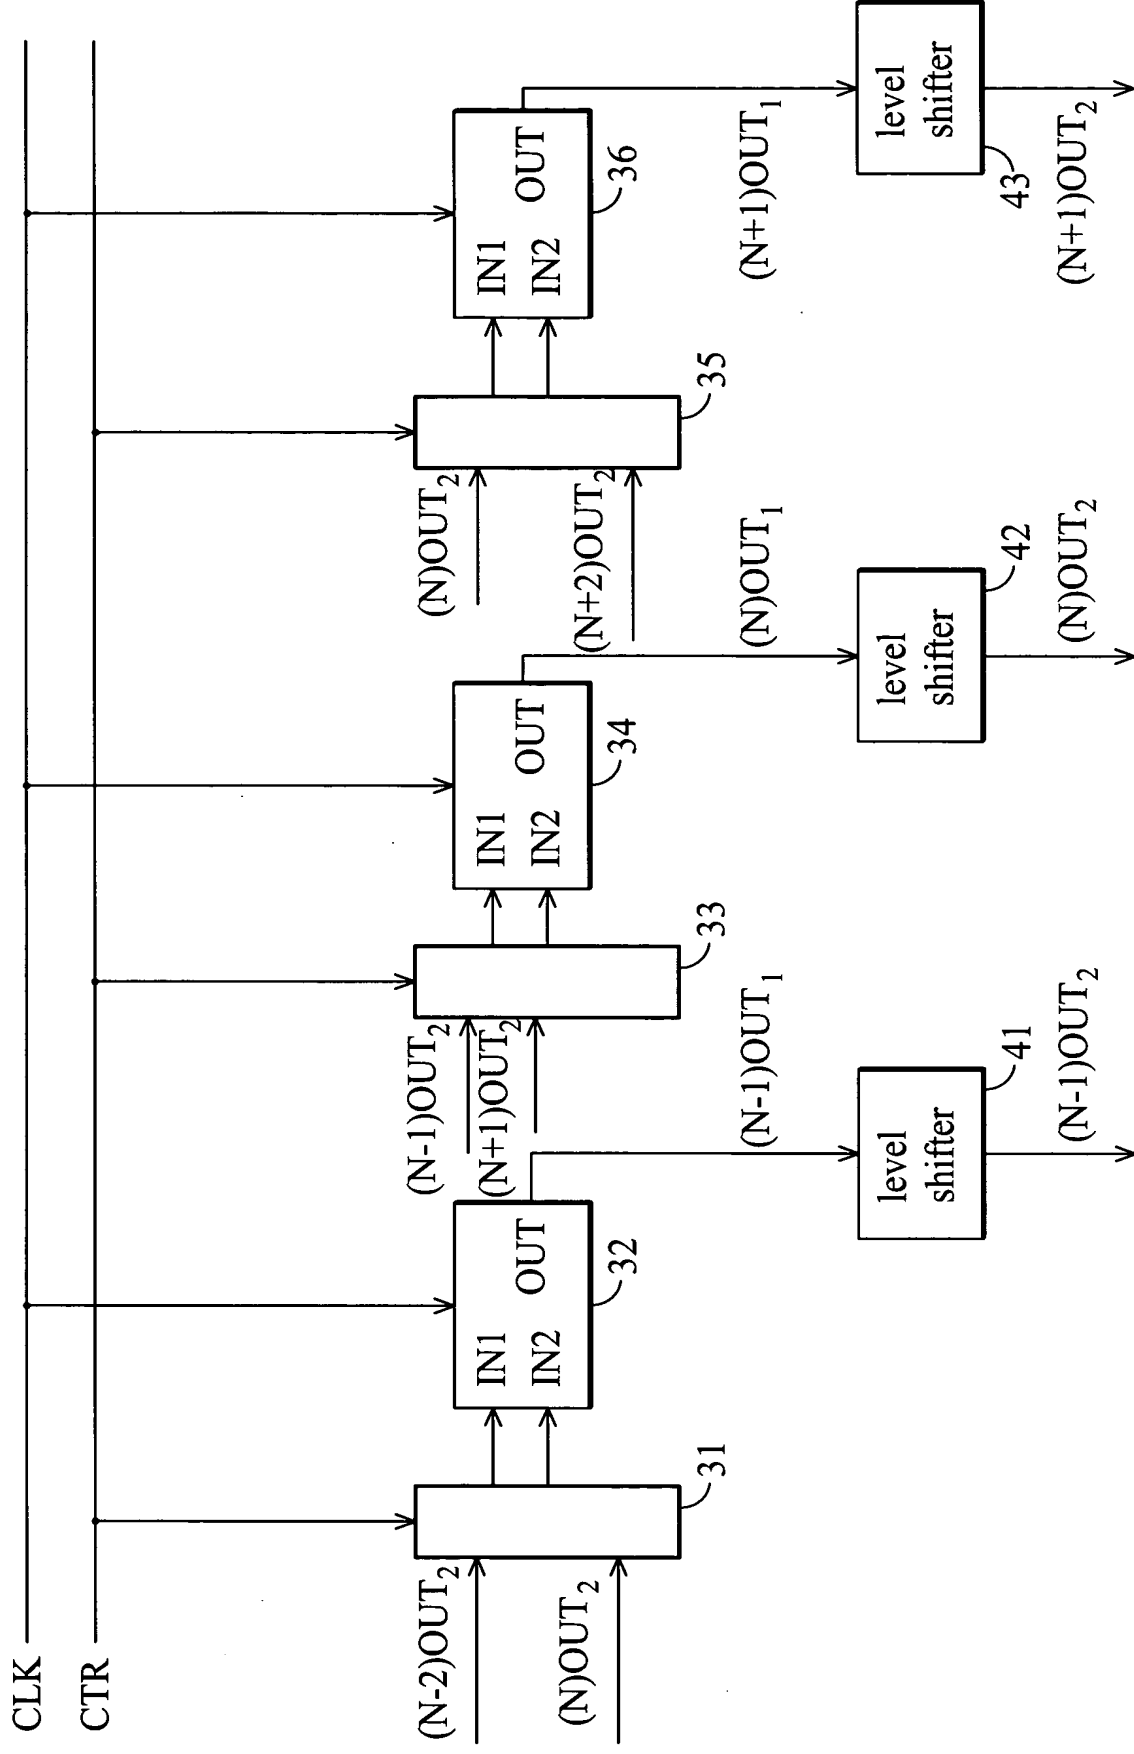 CLK
CTR
(N-2)OUT2
(N)OUT2
31
IN1
IN2
OUT
32
(N-1)OUT2
(N+1)OUT2
33
IN1
IN2
OUT
34
(N)OUT2
(N+2)OUT2
35
IN1
IN2
OUT
36
(N-1)OUT1
level
shifter
41
(N-1)OUT2
(N)OUT1
level
shifter
42
(N)OUT2
(N+1)OUT1
level
shifter
43
(N+1)OUT2